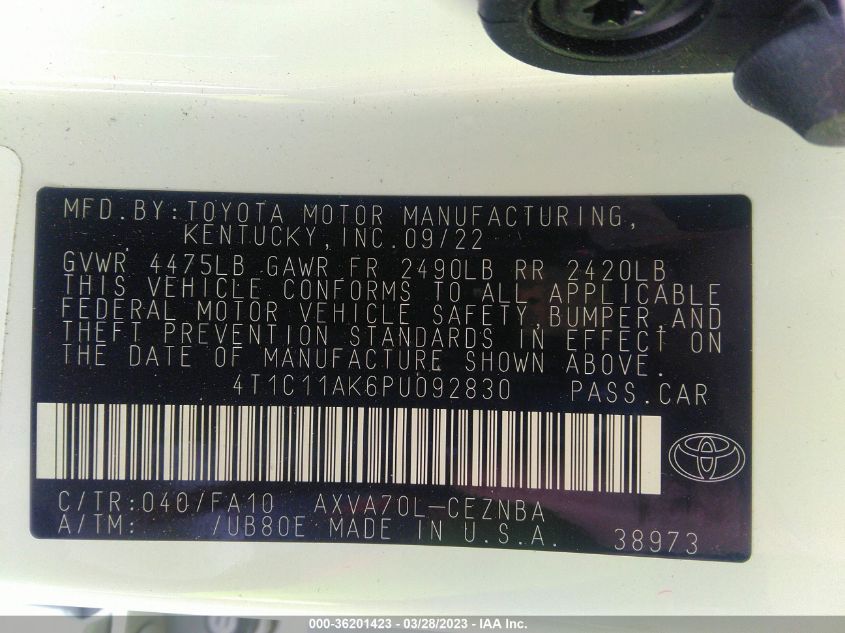 MFD.BY:TOYOTA MOTOR MANUFACTURING,
KENTUCKY,INC.09/22
GVWR 4475LB GAWR FR 2490LB RR 2420LB
THIS VEHICLE CONFORMS TO ALL APPLICABLE
FEDERAL MOTOR VEHICLE SAFETY,BUMPER,AND
THEFT PREVENTION STANDARDS IN EFFECT ON
THE DATE OF MANUFACTURE SHOWN ABOVE.
4T1C11AK6PU092830 PASS.CAR
C/TR:040/FA10 AXVA70L-CEZNBA
A/TM: /UB80E MADE IN U.S.A. 38973
000-36201423 - 03/28/2023 - IAA Inc.